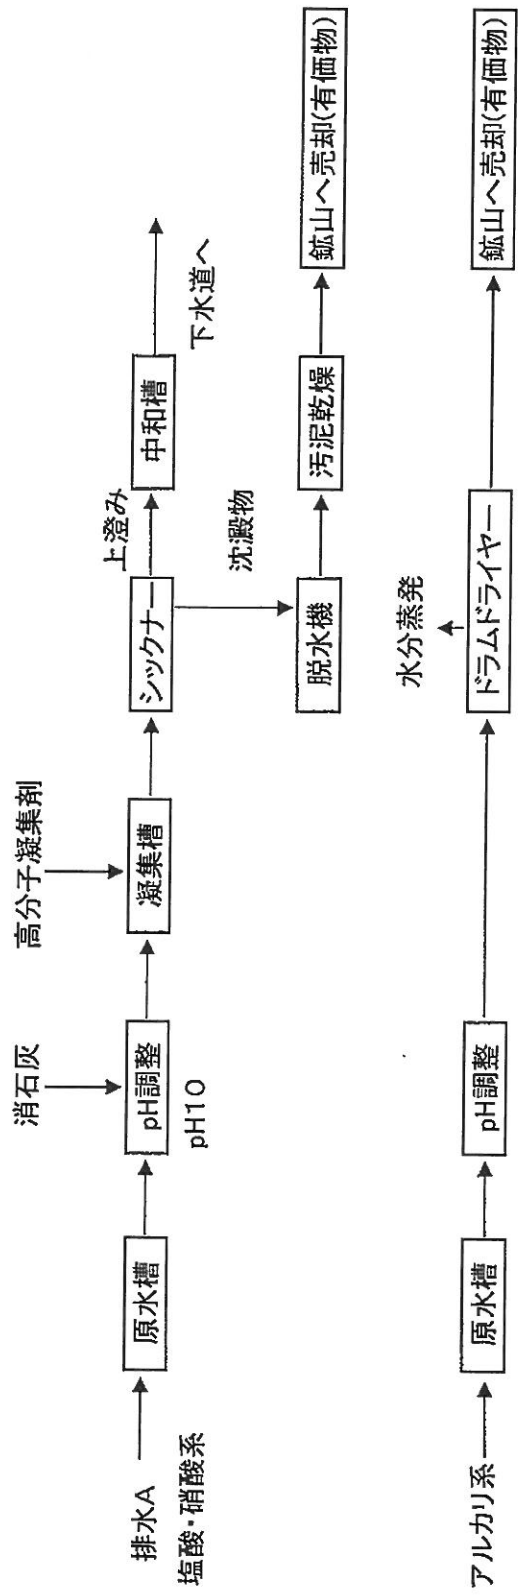 排水A
塩酸・硝酸系
原水槽
消石灰
pH調整
pH10
高分子凝集剤
凝集槽
シックナー
上澄み
中和槽
下水道へ
沈澱物
脱水機
汚泥乾燥
鉱山へ売却(有価物)
アルカリ系
原水槽
pH調整
水分蒸発
ドラムドライヤー
鉱山へ売却(有価物)